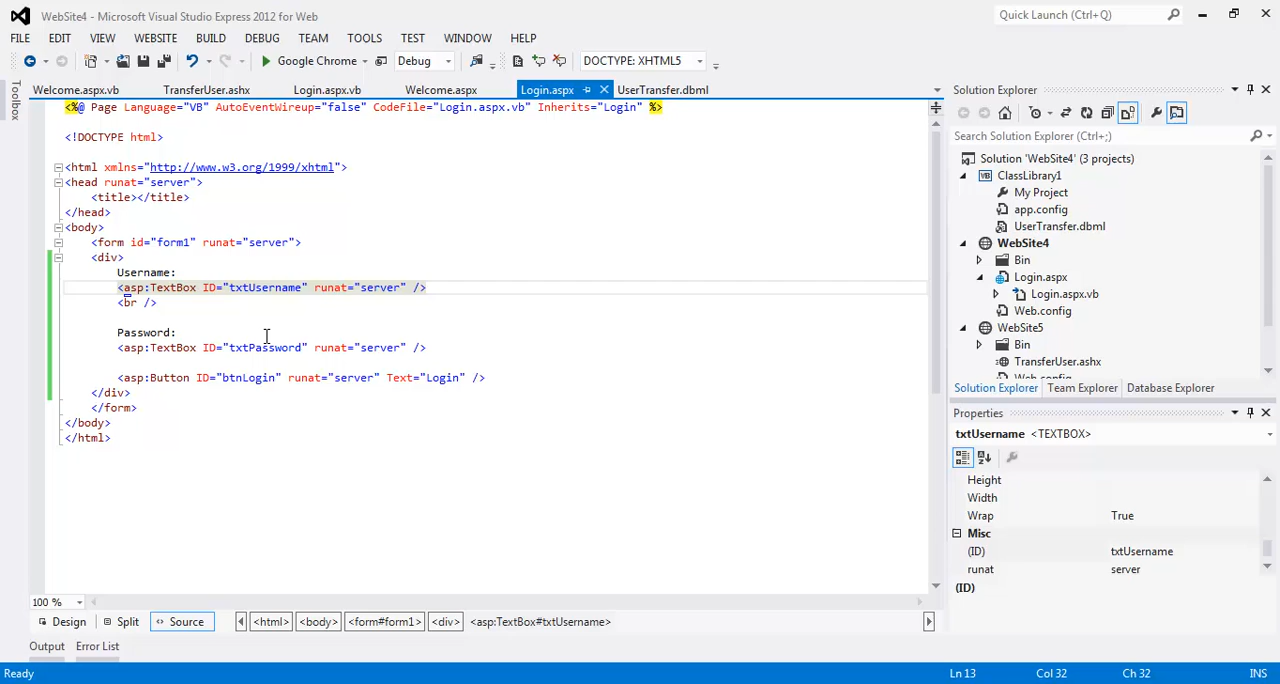 WebSite4 - Microsoft Visual Studio Express 2012 for Web
Quick Launch (Ctrl+Q)
FILE EDIT VIEW WEBSITE BUILD DEBUG TEAM TOOLS TEST WINDOW HELP
Google Chrome Debug DOCTYPE: XHTML5
Toolbox
Welcome.aspx.vb TransferUser.ashx Login.aspx.vb Welcome.aspx Login.aspx UserTransfer.dbml
<%@ Page Language="VB" AutoEventWireup="false" CodeFile="Login.aspx.vb" Inherits="Login" %>
<!DOCTYPE html>
<html xmlns="http://www.w3.org/1999/xhtml">
<head runat="server">
<title></title>
</head>
<body>
<form id="form1" runat="server">
<div>
Username:
<asp:TextBox ID="txtUsername" runat="server" />
<br />
Password:
<asp:TextBox ID="txtPassword" runat="server" />
<asp:Button ID="btnLogin" runat="server" Text="Login" />
</div>
</form>
</body>
</html>
100 %
Design Split Source <html> <body> <form#form1> <div> <asp:TextBox#txtUsername>
Output Error List
Solution Explorer
Search Solution Explorer (Ctrl+;)
Solution 'WebSite4' (3 projects)
VB ClassLibrary1
My Project
app.config
UserTransfer.dbml
WebSite4
Bin
Login.aspx
Login.aspx.vb
Web.config
WebSite5
Bin
TransferUser.ashx
Web.config
Solution Explorer Team Explorer Database Explorer
Properties
txtUsername <TEXTBOX>
Height
Width
Wrap True
Misc
(ID) txtUsername
runat server
(ID)
Ready Ln 13 Col 32 Ch 32 INS